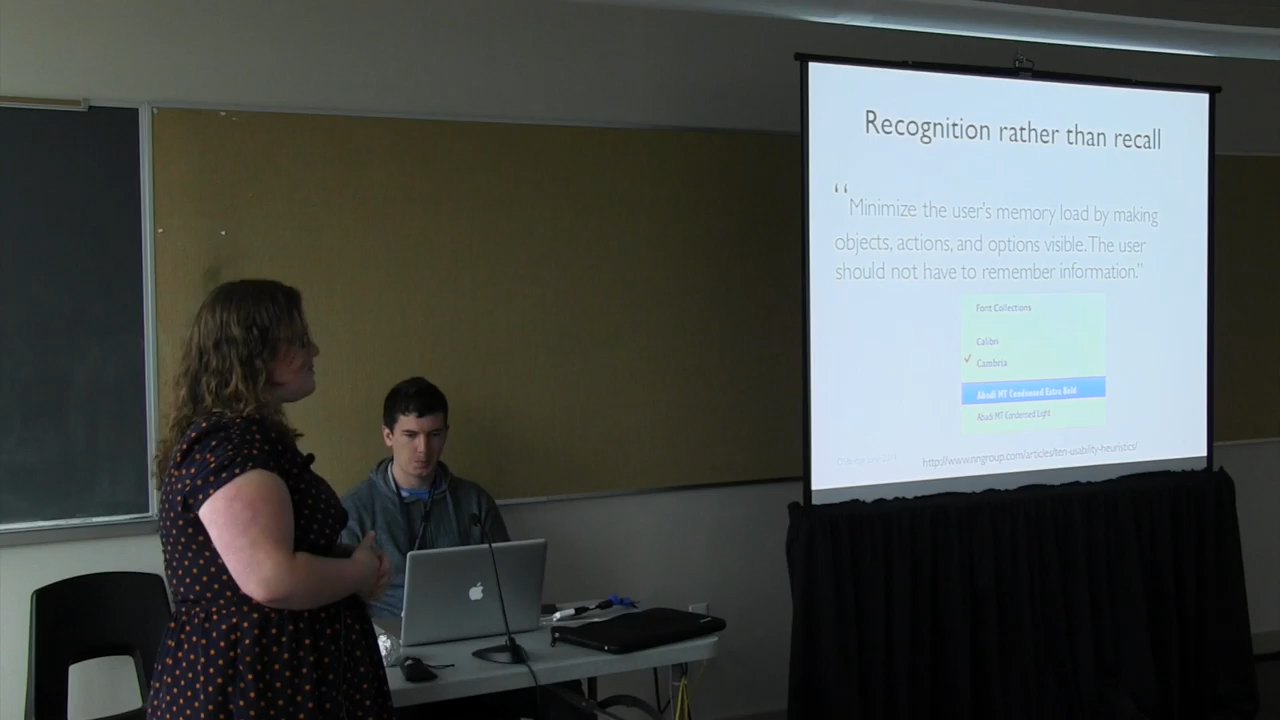 Recognition rather than recall
“Minimize the user's memory load by making
objects, actions, and options visible. The user
should not have to remember information.”
Font Collections
Calibri
✓ Cambria
Abadi MT Condensed Extra Bold
Abadi MT Condensed Light
http://www.nngroup.com/articles/ten-usability-heuristics/